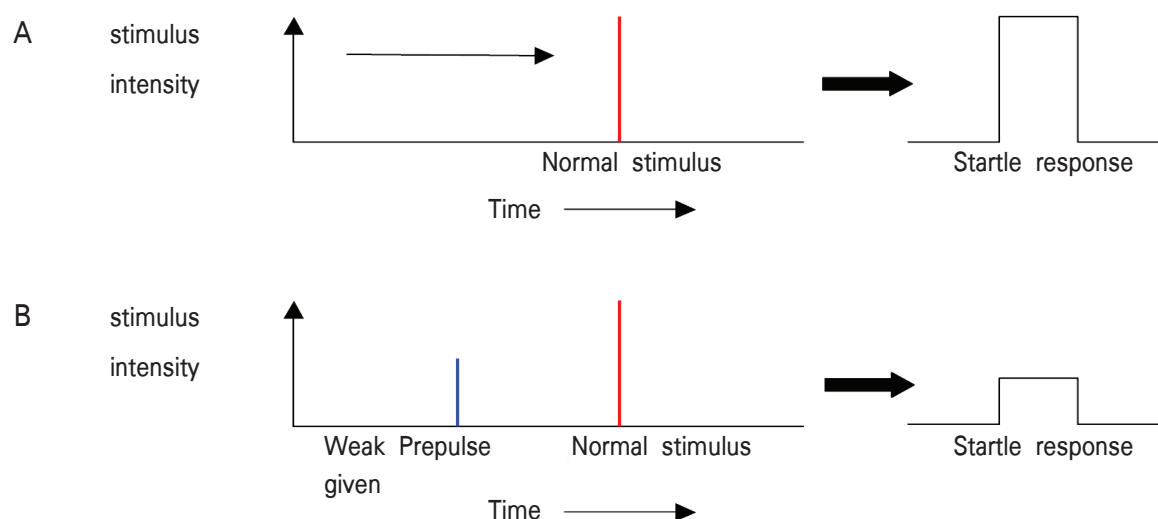 A
stimulus
intensity
Normal stimulus
Startle response
Time
B
stimulus
intensity
Weak Prepulse
given
Normal stimulus
Startle response
Time